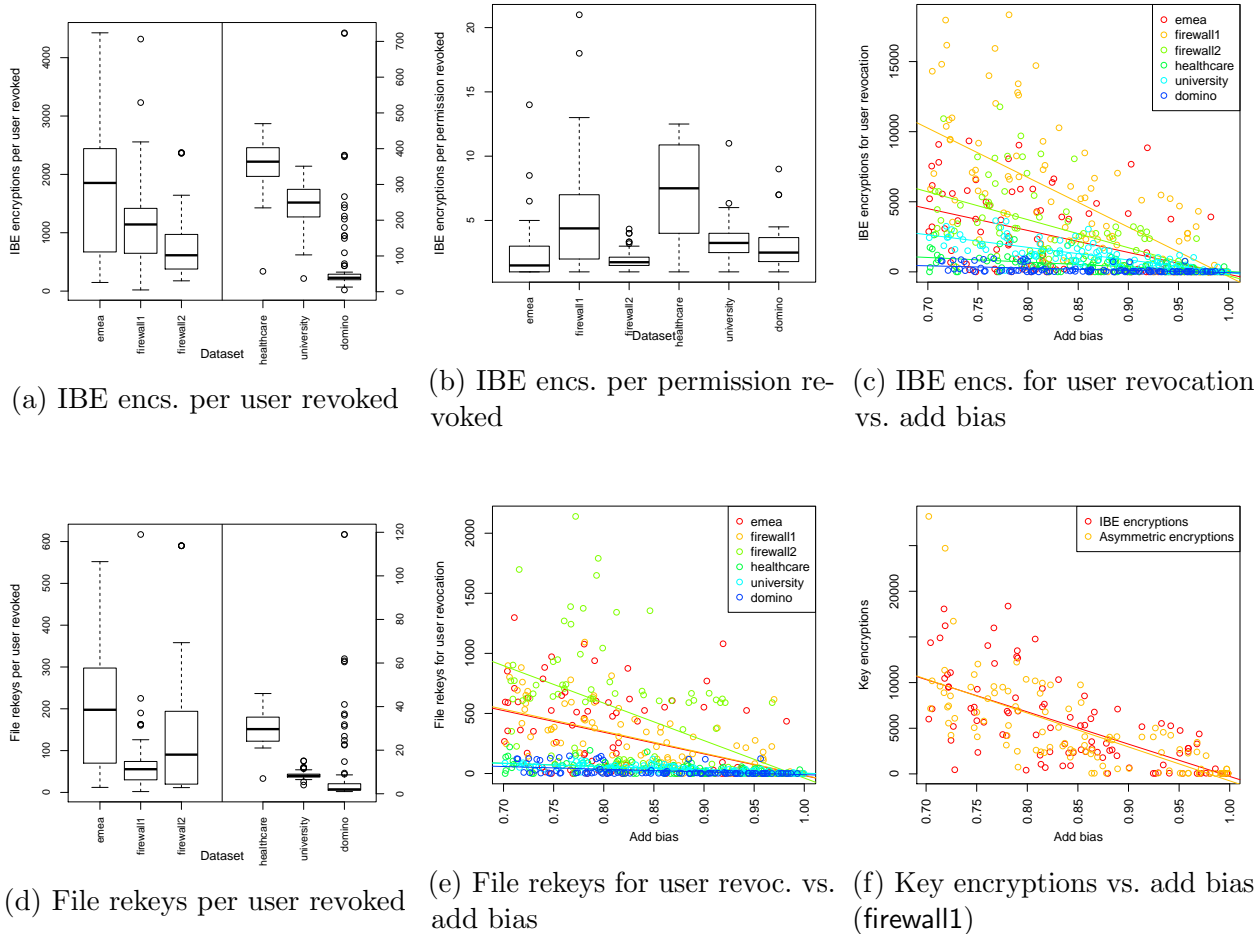 IBE encryptions per user revoked
0
1000
2000
3000
4000
0
100
200
300
400
500
600
700
emea
firewall1
firewall2
healthcare
university
domino
Dataset
(a) IBE encs. per user revoked
IBE encryptions per permission revoked
5
10
15
20
emea
firewall1
firewall2
healthcare
university
domino
Dataset
(b) IBE encs. per permission re-
voked
IBE encryptions for user revocation
0
5000
10000
15000
emea
firewall1
firewall2
healthcare
university
domino
0.70
0.75
0.80
0.85
0.90
0.95
1.00
Add bias
(c) IBE encs. for user revocation
vs. add bias
File rekeys per user revoked
0
100
200
300
400
500
600
0
20
40
60
80
100
120
emea
firewall1
firewall2
healthcare
university
domino
Dataset
(d) File rekeys per user revoked
File rekeys for user revocation
0
500
1000
1500
2000
emea
firewall1
firewall2
healthcare
university
domino
0.70
0.75
0.80
0.85
0.90
0.95
1.00
Add bias
(e) File rekeys for user revoc. vs.
add bias
Key encryptions
0
5000
10000
20000
IBE encryptions
Asymmetric encryptions
0.70
0.75
0.80
0.85
0.90
0.95
1.00
Add bias
(f) Key encryptions vs. add bias
(firewall1)